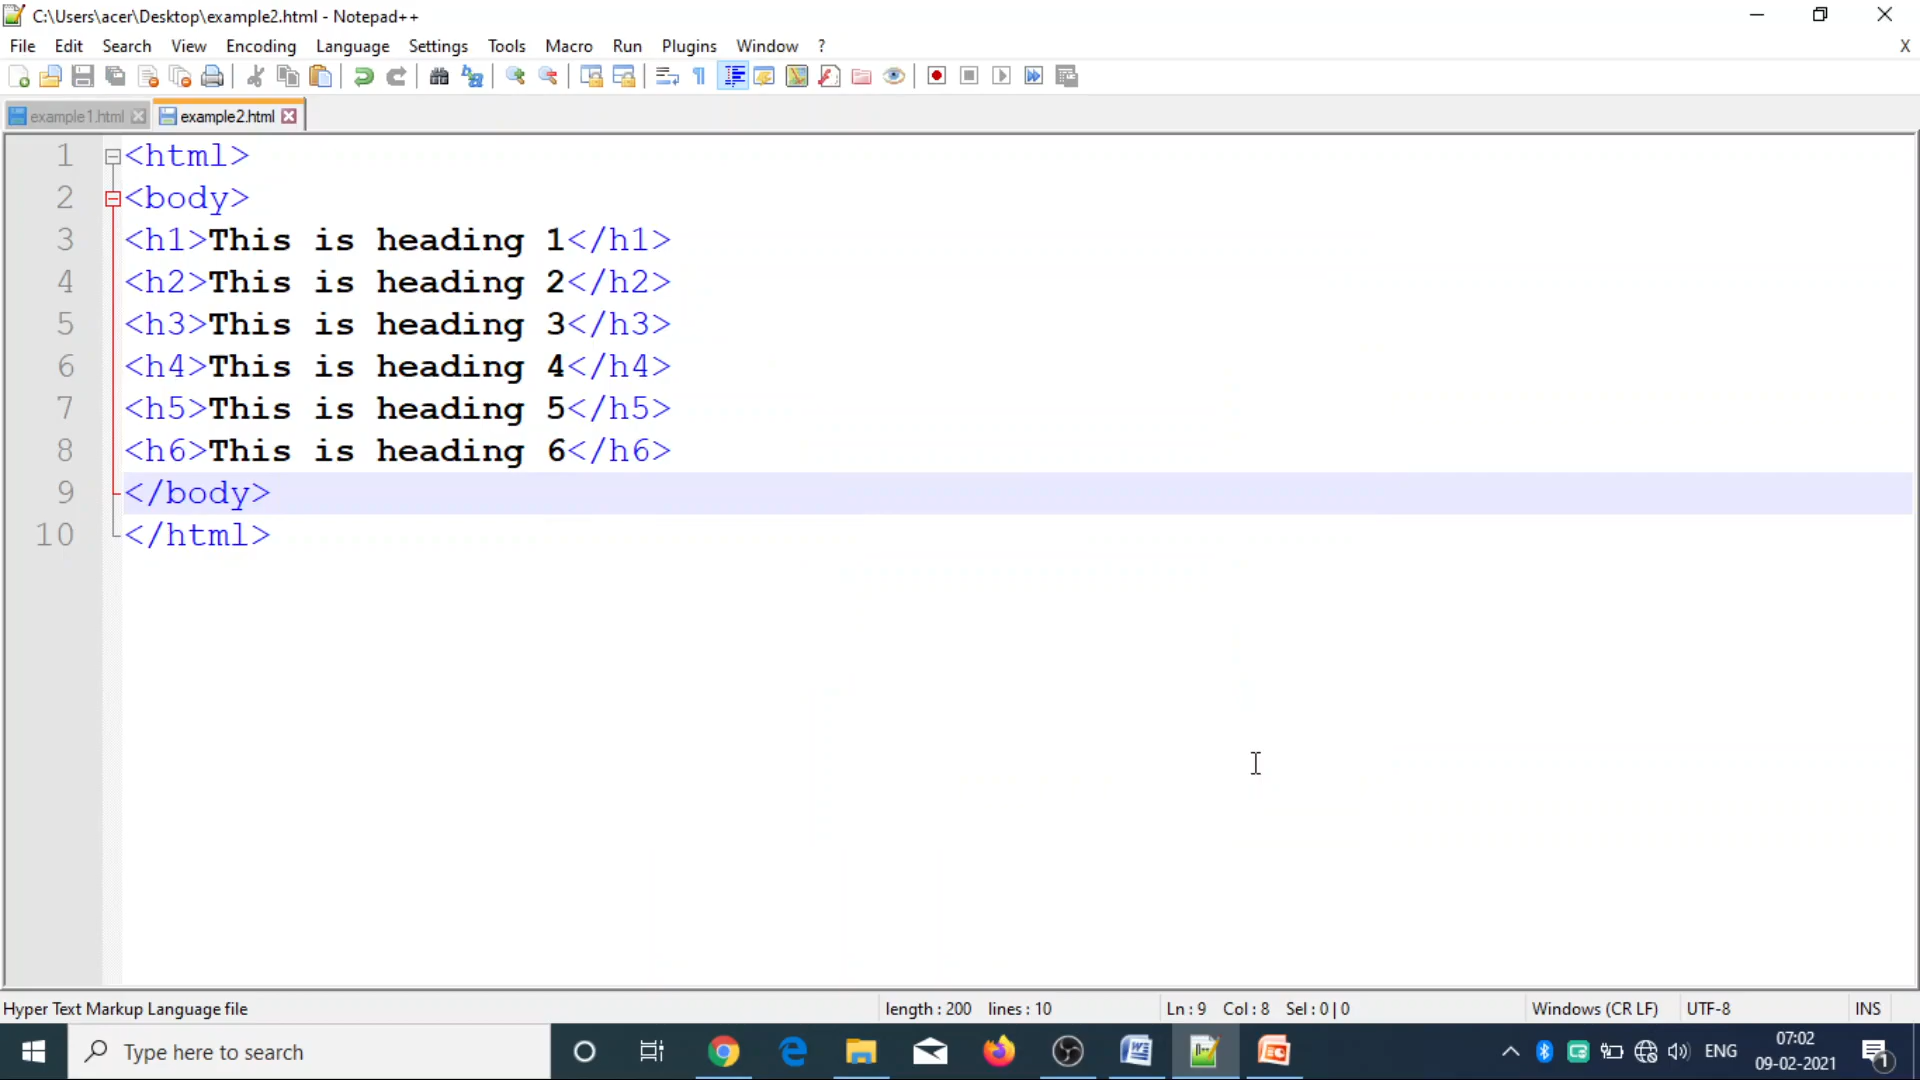 C:\Users\acer\Desktop\example2.html - Notepad++
File Edit Search View Encoding Language Settings Tools Macro Run Plugins Window ? X
example1.html example2.html
1 <html>
2 <body>
3 <h1>This is heading 1</h1>
4 <h2>This is heading 2</h2>
5 <h3>This is heading 3</h3>
6 <h4>This is heading 4</h4>
7 <h5>This is heading 5</h5>
8 <h6>This is heading 6</h6>
9 </body>
10 </html>
Hyper Text Markup Language file length : 200 lines : 10 Ln : 9 Col : 8 Sel : 0 | 0 Windows (CR LF) UTF-8 INS
Type here to search ENG 07:02
09-02-2021 1